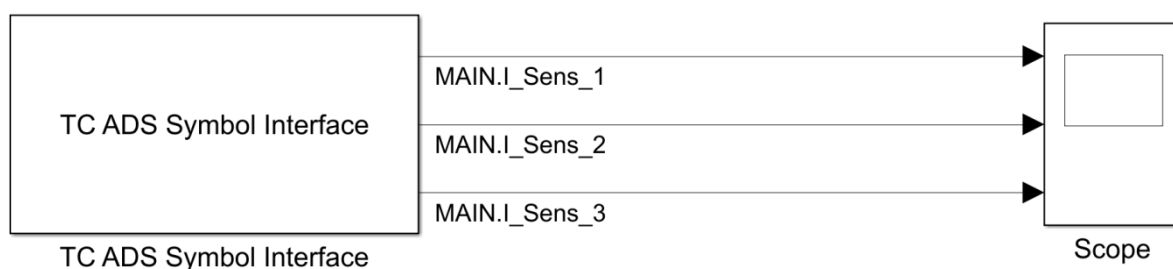 TC ADS Symbol Interface
MAIN.I_Sens_1
MAIN.I_Sens_2
MAIN.I_Sens_3
TC ADS Symbol Interface
Scope